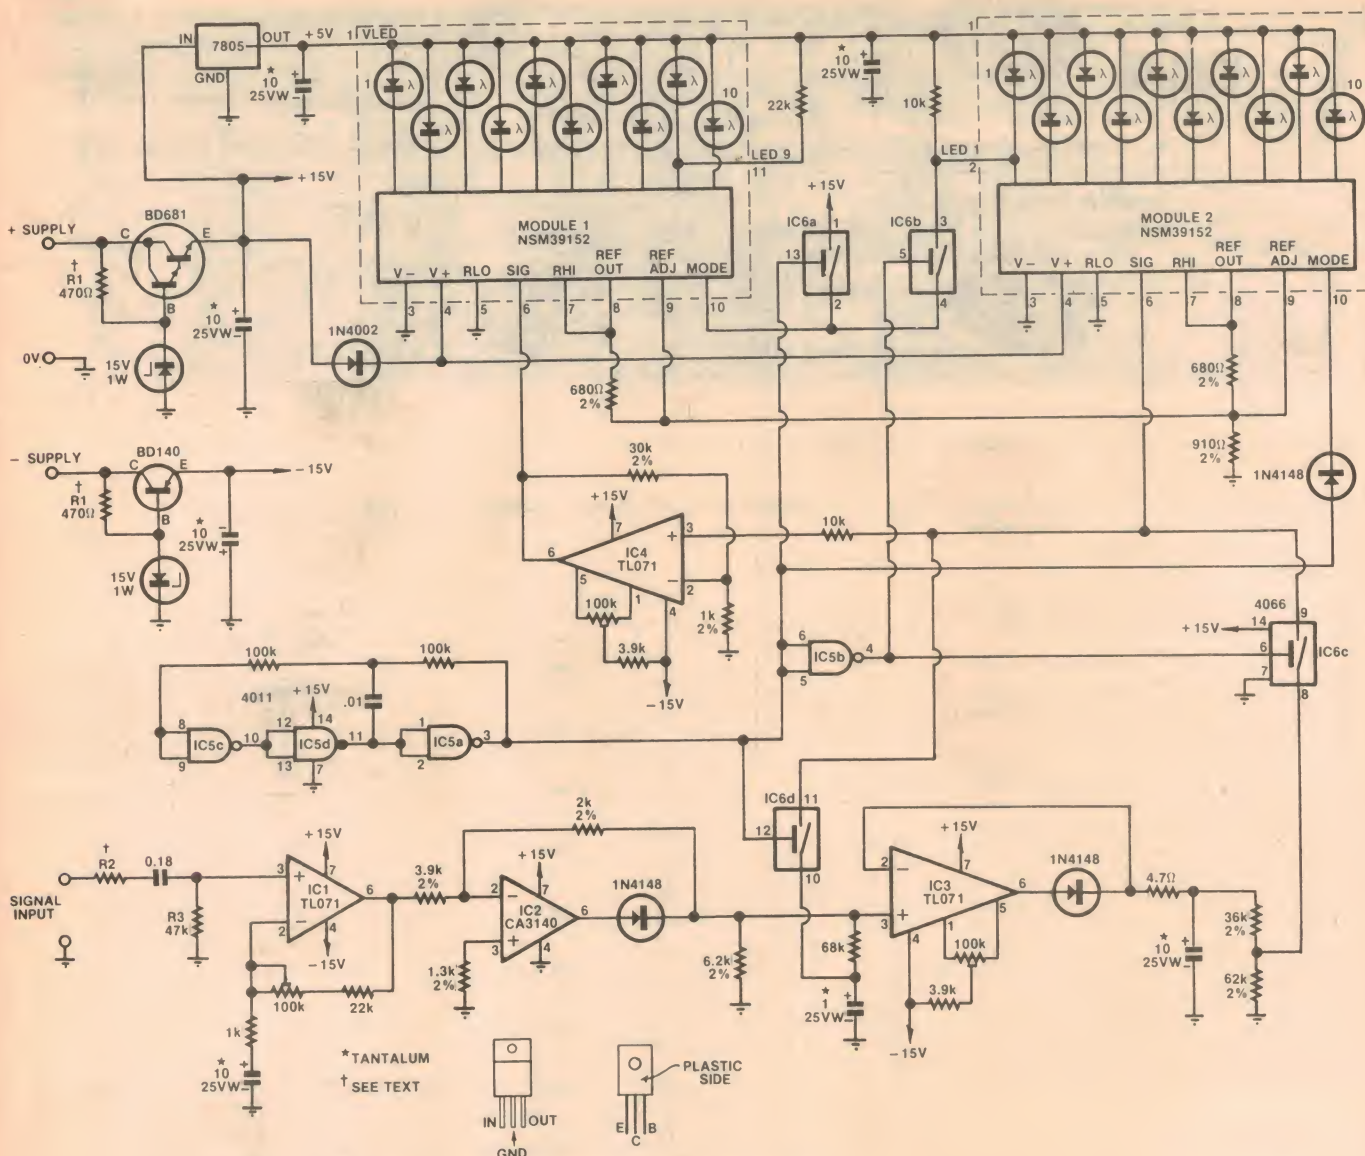 IN
7805
OUT
+5V
GND
*
10
25VW
+
−
1
VLED
1
λ
λ
λ
λ
λ
λ
λ
λ
λ
λ
10
LED 9
11
22k
*
10
25VW
+
−
10k
LED 1
2
1
λ
λ
λ
λ
λ
λ
λ
λ
λ
λ
10
MODULE 1
NSM39152
V−
V+
RLO
SIG
RHI
REF
OUT
REF
ADJ
MODE
3
4
5
6
7
8
9
10
MODULE 2
NSM39152
V−
V+
RLO
SIG
RHI
REF
OUT
REF
ADJ
MODE
3
4
5
6
7
8
9
10
+15V
IC6a
1
13
2
IC6b
3
5
4
+15V
BD681
+ SUPPLY
C
E
B
†
R1
470Ω
*
10
25VW
+
−
0V
15V
1W
1N4002
680Ω
2%
680Ω
2%
910Ω
2%
1N4148
− SUPPLY
BD140
C
E
B
−15V
†
R1
470Ω
*
10
25VW
−
+
15V
1W
30k
2%
+15V
7
3
+
IC4
TL071
6
−
2
5
1
4
100k
3.9k
−15V
1k
2%
10k
6
5
IC5b
4
4066
14
+15V
9
6
IC6c
7
8
100k
100k
.01
4011
+15V
8
9
IC5c
10
12
14
IC5d
11
13
7
1
2
IC5a
3
IC6d
11
12
10
SIGNAL
INPUT
†
R2
0.18
R3
47k
+15V
7
3
+
IC1
TL071
6
−
2
4
−15V
100k
22k
1k
*
10
25VW
+
−
3.9k
2%
2k
2%
+15V
2
−
7
IC2
CA3140
6
+
3
4
1.3k
2%
1N4148
6.2k
2%
68k
*
1
25VW
+
−
+15V
2
−
7
IC3
TL071
6
+
3
4
1
5
100k
3.9k
−15V
1N4148
4.7Ω
*
10
25VW
+
−
36k
2%
62k
2%
*TANTALUM
† SEE TEXT
IN
OUT
GND
PLASTIC
SIDE
E
B
C